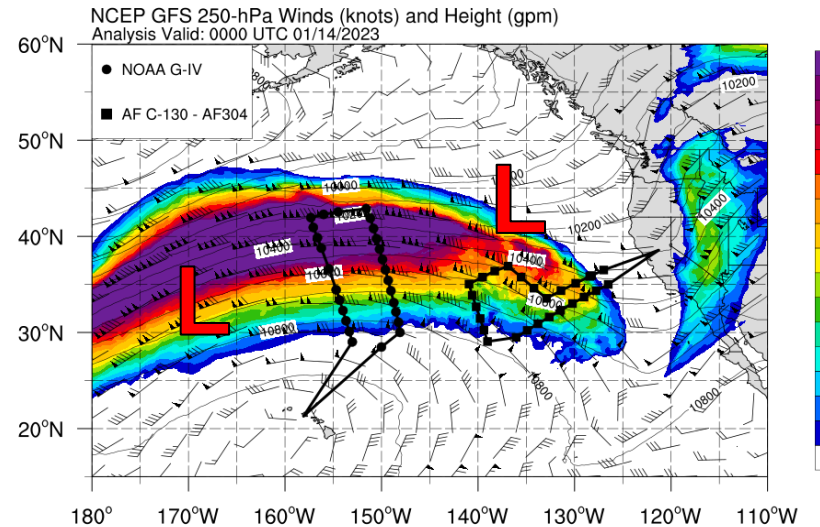 NCEP GFS 250-hPa Winds (knots) and Height (gpm)
Analysis Valid: 0000 UTC 01/14/2023
NOAA G-IV
AF C-130 - AF304
60°N
50°N
40°N
30°N
20°N
180°
170°W
160°W
150°W
140°W
130°W
120°W
110°W
10200
10000
10400
10200
L
10400
10400
L
10800
10800
10800